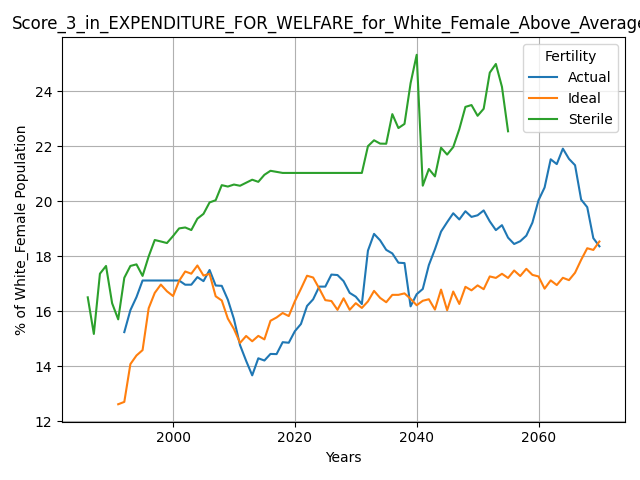 Score_3_in_EXPENDITURE_FOR_WELFARE_for_White_Female_Above_Average
Fertility
Actual
Ideal
Sterile
% of White_Female Population
24
22
20
18
16
14
12
2000 2020 2040 2060
Years